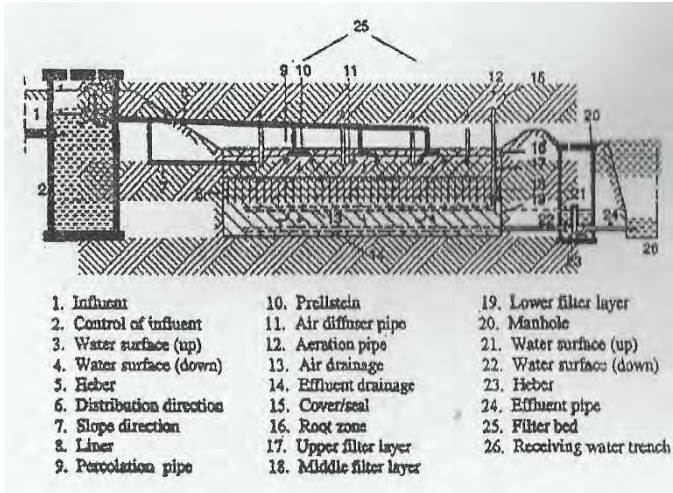 25
9 10 11 12 15
20
1
16
17
21
22
24
23
26
14
1. Influent
2. Control of influent
3. Water surface (up)
4. Water surface (down)
5. Heber
6. Distribution direction
7. Slope direction
8. Liner
9. Percolation pipe
10. Prellstein
11. Air diffuser pipe
12. Aeration pipe
13. Air drainage
14. Effluent drainage
15. Cover/seal
16. Root zone
17. Upper filter layer
18. Middle filter layer
19. Lower filter layer
20. Manhole
21. Water surface (up)
22. Water surface (down)
23. Heber
24. Effluent pipe
25. Filter bed
26. Receiving water trench